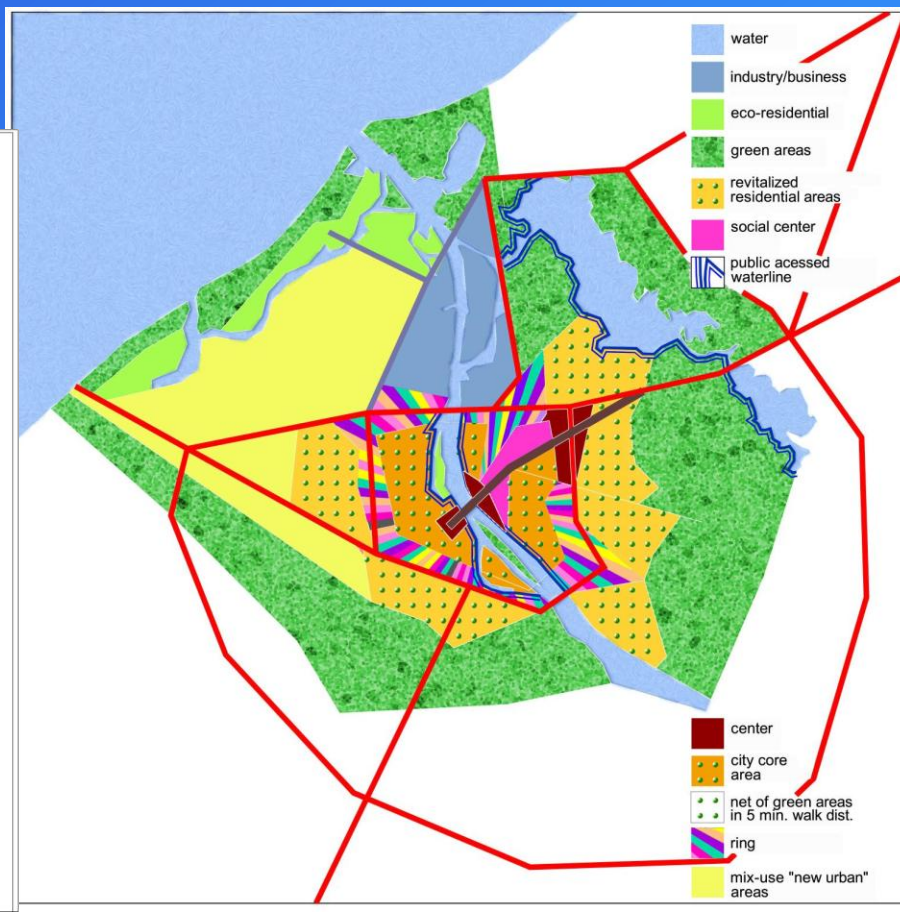 water
industry/business
eco-residential
green areas
revitalized
residential areas
social center
public acessed
waterline
center
city core
area
net of green areas
in 5 min. walk dist.
ring
mix-use "new urban"
areas